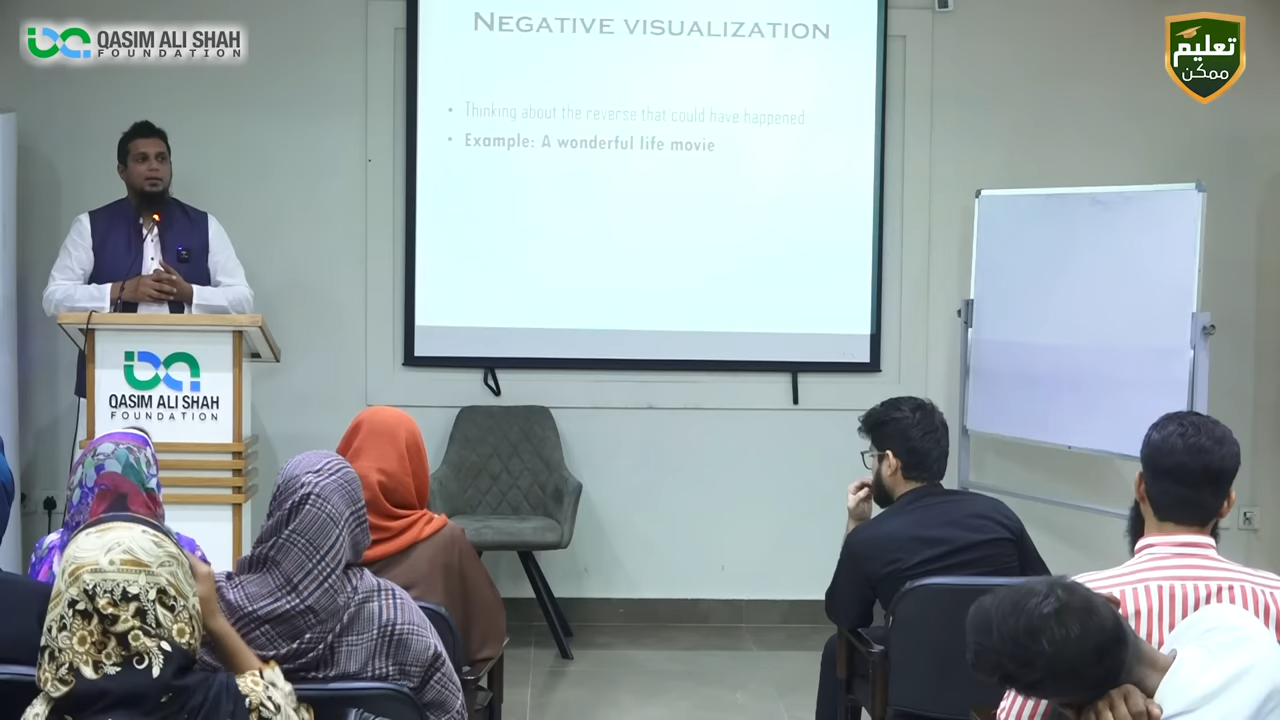 QASIM ALI SHAH
FOUNDATION
NEGATIVE VISUALIZATION
• Thinking about the reverse that could have happened
• Example: A wonderful life movie
تعلیم
ممکن
QASIM ALI SHAH
FOUNDATION